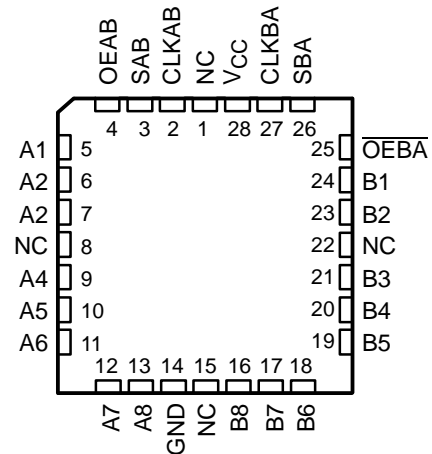 OEAB SAB CLKAB NC VCC CLKBA SBA
4 3 2 1 28 27 26
A1 5 25 OEBA
A2 6 24 B1
A2 7 23 B2
NC 8 22 NC
A4 9 21 B3
A5 10 20 B4
A6 11 19 B5
12 13 14 15 16 17 18
A7 A8 GND NC B8 B7 B6